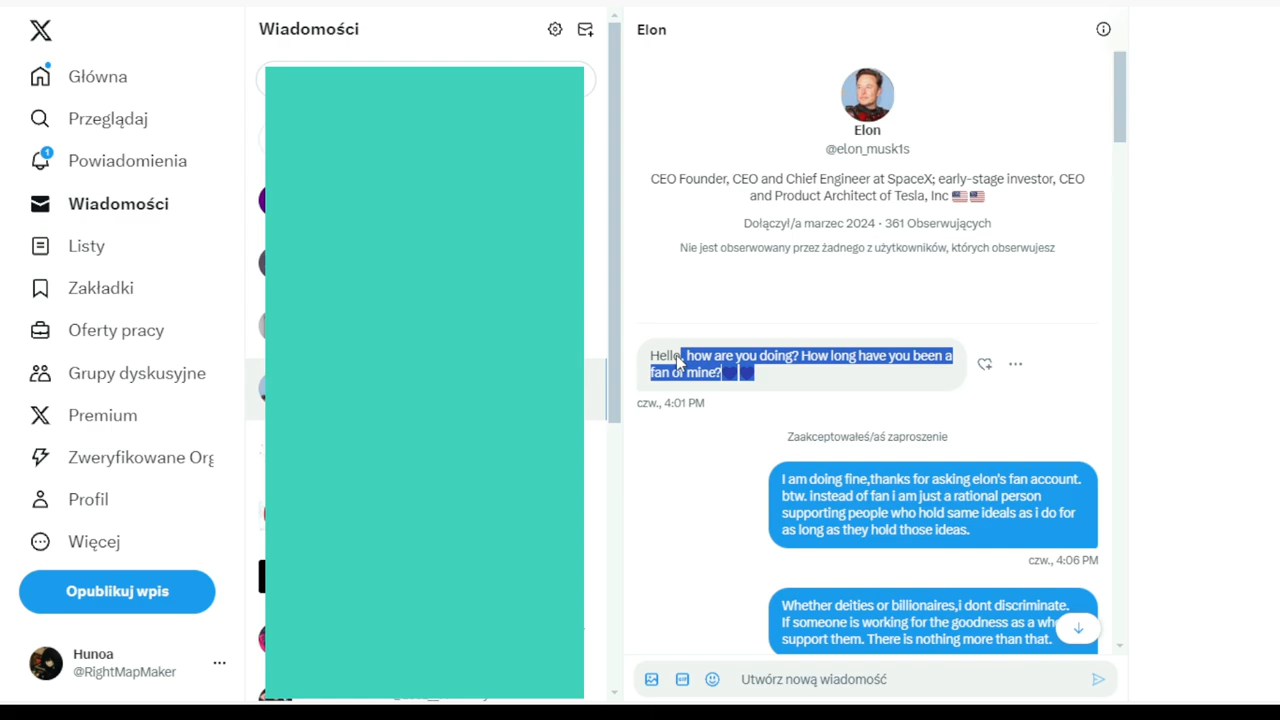 Główna
Przeglądaj
1
Powiadomienia
Wiadomości
Listy
Zakładki
Oferty pracy
Grupy dyskusyjne
Premium
Zweryfikowane Org
Profil
Więcej
Opublikuj wpis
Hunoa
@RightMapMaker
Wiadomości
Elon
Elon
@elon_musk1s
CEO Founder, CEO and Chief Engineer at SpaceX; early-stage investor, CEO
and Product Architect of Tesla, Inc 🇺🇸🇺🇸
Dołączył/a marzec 2024 · 361 Obserwujących
Nie jest obserwowany przez żadnego z użytkowników, których obserwujesz
Hello, how are you doing? How long have you been a
fan of mine?💙💙
czw., 4:01 PM
Zaakceptowałeś/aś zaproszenie
I am doing fine,thanks for asking elon's fan account.
btw. instead of fan i am just a rational person
supporting people who hold same ideals as i do for
as long as they hold those ideas.
czw., 4:06 PM
Whether deities or billionaires,i dont discriminate.
If someone is working for the goodness as a
support them. There is nothing more than that.
Utwórz nową wiadomość